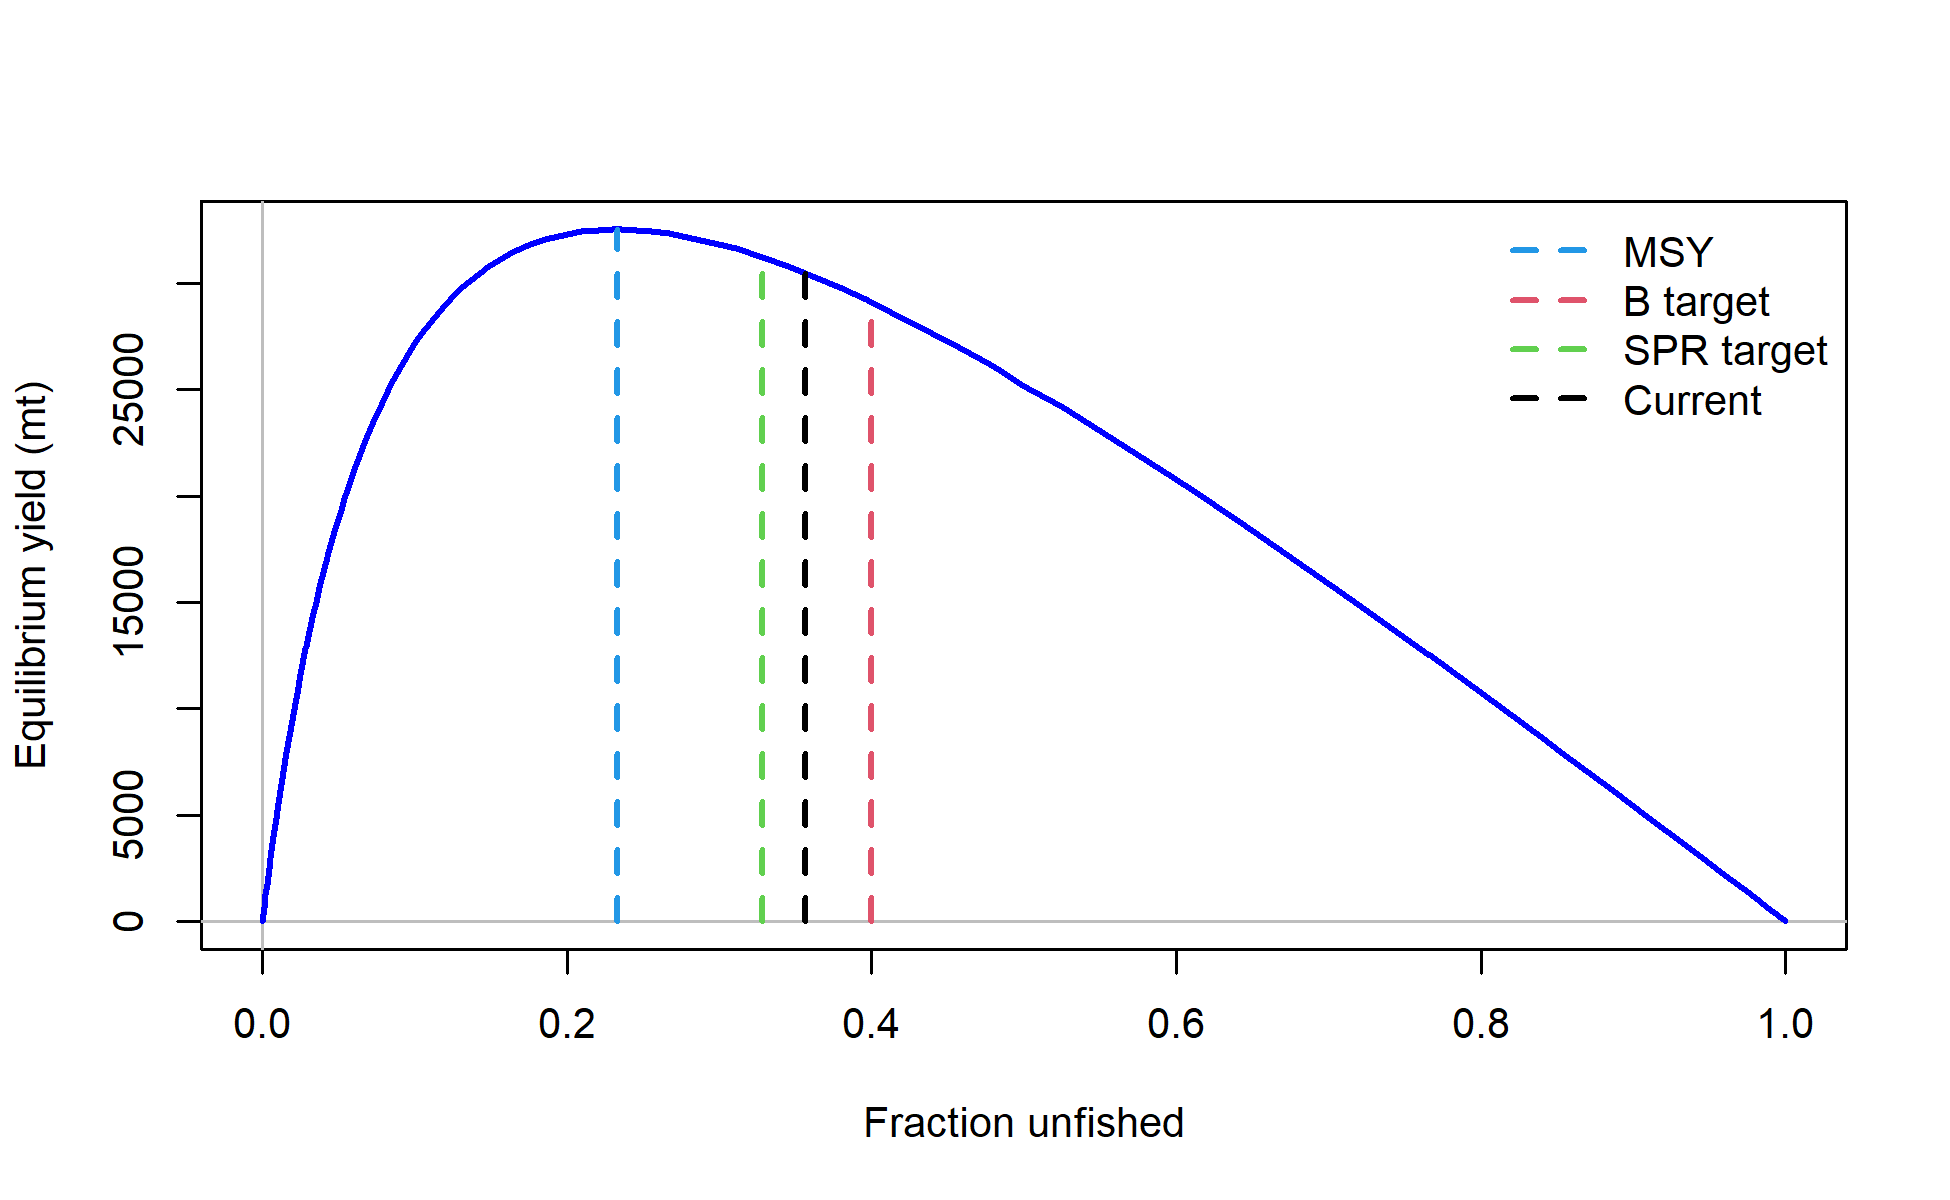 MSY
B target
SPR target
Current
Equilibrium yield (mt)
25000
15000
5000
0
0.0 0.2 0.4 0.6 0.8 1.0
Fraction unfished